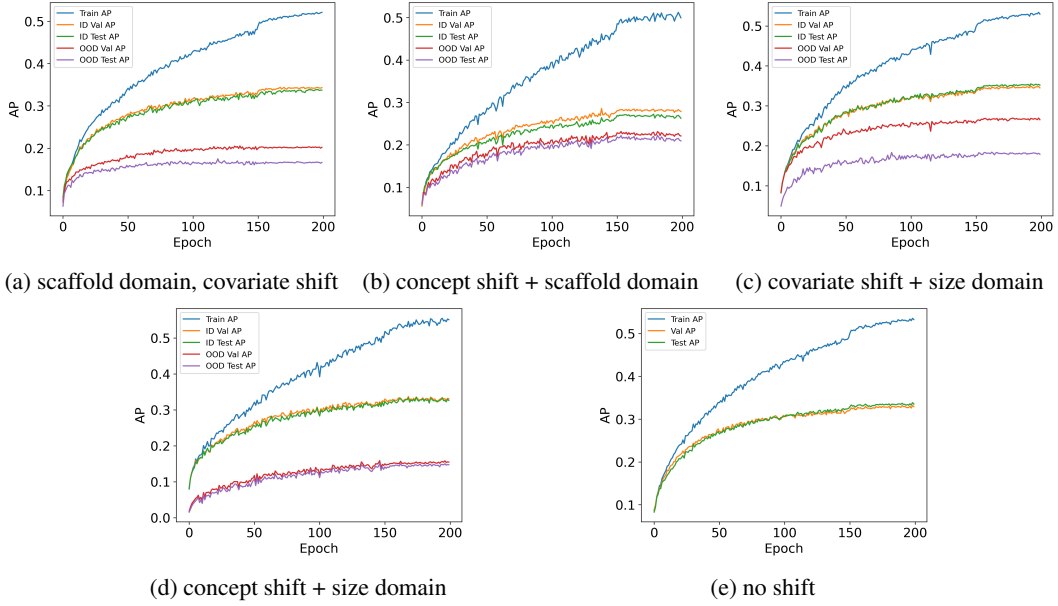 Train AP
ID Val AP
ID Test AP
OOD Val AP
OOD Test AP
0.5
0.4
0.3
0.2
0.1
AP
0 50 100 150 200
Epoch
(a) scaffold domain, covariate shift
Train AP
ID Val AP
ID Test AP
OOD Val AP
OOD Test AP
0.5
0.4
0.3
0.2
0.1
AP
0 50 100 150 200
Epoch
(b) concept shift + scaffold domain
Train AP
ID Val AP
ID Test AP
OOD Val AP
OOD Test AP
0.5
0.4
0.3
0.2
0.1
AP
0 50 100 150 200
Epoch
(c) covariate shift + size domain
Train AP
ID Val AP
ID Test AP
OOD Val AP
OOD Test AP
0.5
0.4
0.3
0.2
0.1
0.0
AP
0 50 100 150 200
Epoch
(d) concept shift + size domain
Train AP
Val AP
Test AP
0.5
0.4
0.3
0.2
0.1
AP
0 50 100 150 200
Epoch
(e) no shift